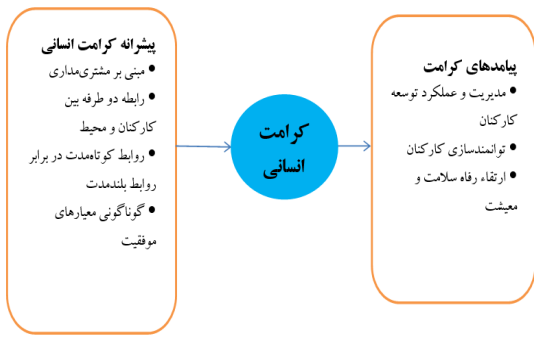 پیشرانه کرامت انسانی
• مبنی بر مشتری‌مداری
• رابطه دو طرفه بین
کارکنان و محیط
• روابط کوتاه‌مدت در برابر
روابط بلندمدت
• گوناگونی معیارهای
موفقیت
کرامت
انسانی
پیامدهای کرامت
• مدیریت و عملکرد توسعه
کارکنان
• توانمندسازی کارکنان
• ارتقاء رفاه سلامت و
معیشت